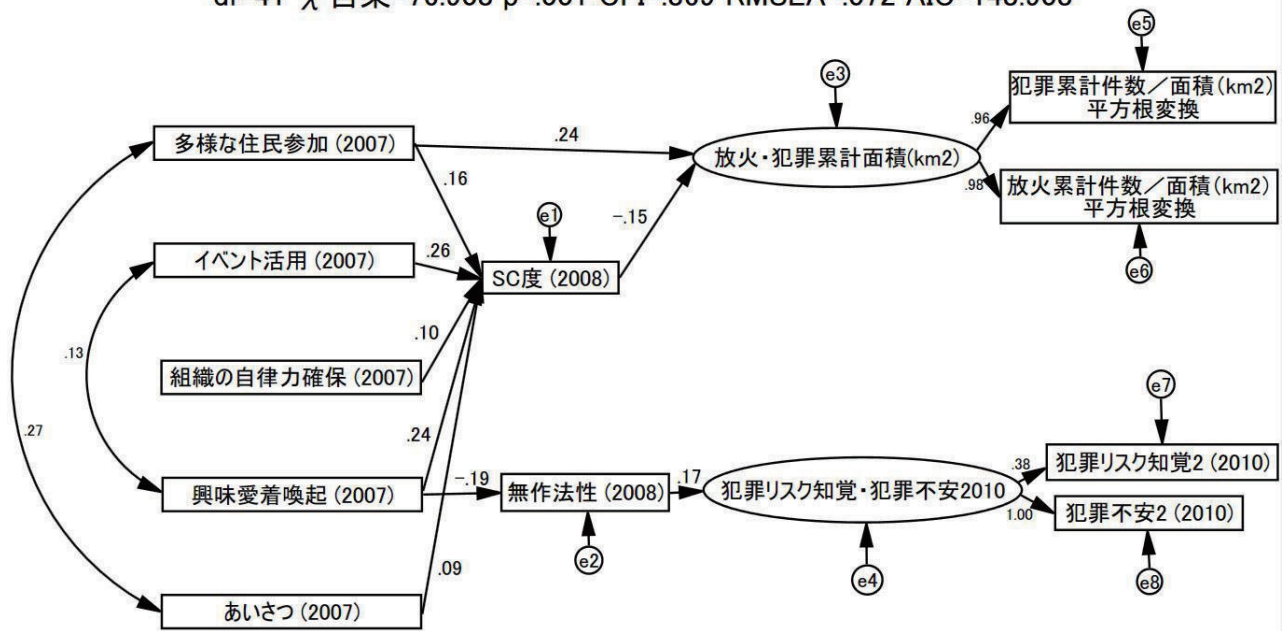 e5
犯罪累計件数／面積(km2)
平方根変換
e3
.96
多様な住民参加(2007)
.24
放火・犯罪累計面積(km2)
.16
.98
放火累計件数／面積(km2)
平方根変換
e1
-.15
イベント活用(2007)
.26
SC度(2008)
e6
.10
.13
組織の自律力確保(2007)
e7
.27
.24
.38
犯罪リスク知覚2(2010)
興味愛着喚起(2007)
-.19
無作法性(2008)
.17
犯罪リスク知覚・犯罪不安2010
1.00
犯罪不安2(2010)
.09
e2
e4
e8
あいさつ(2007)